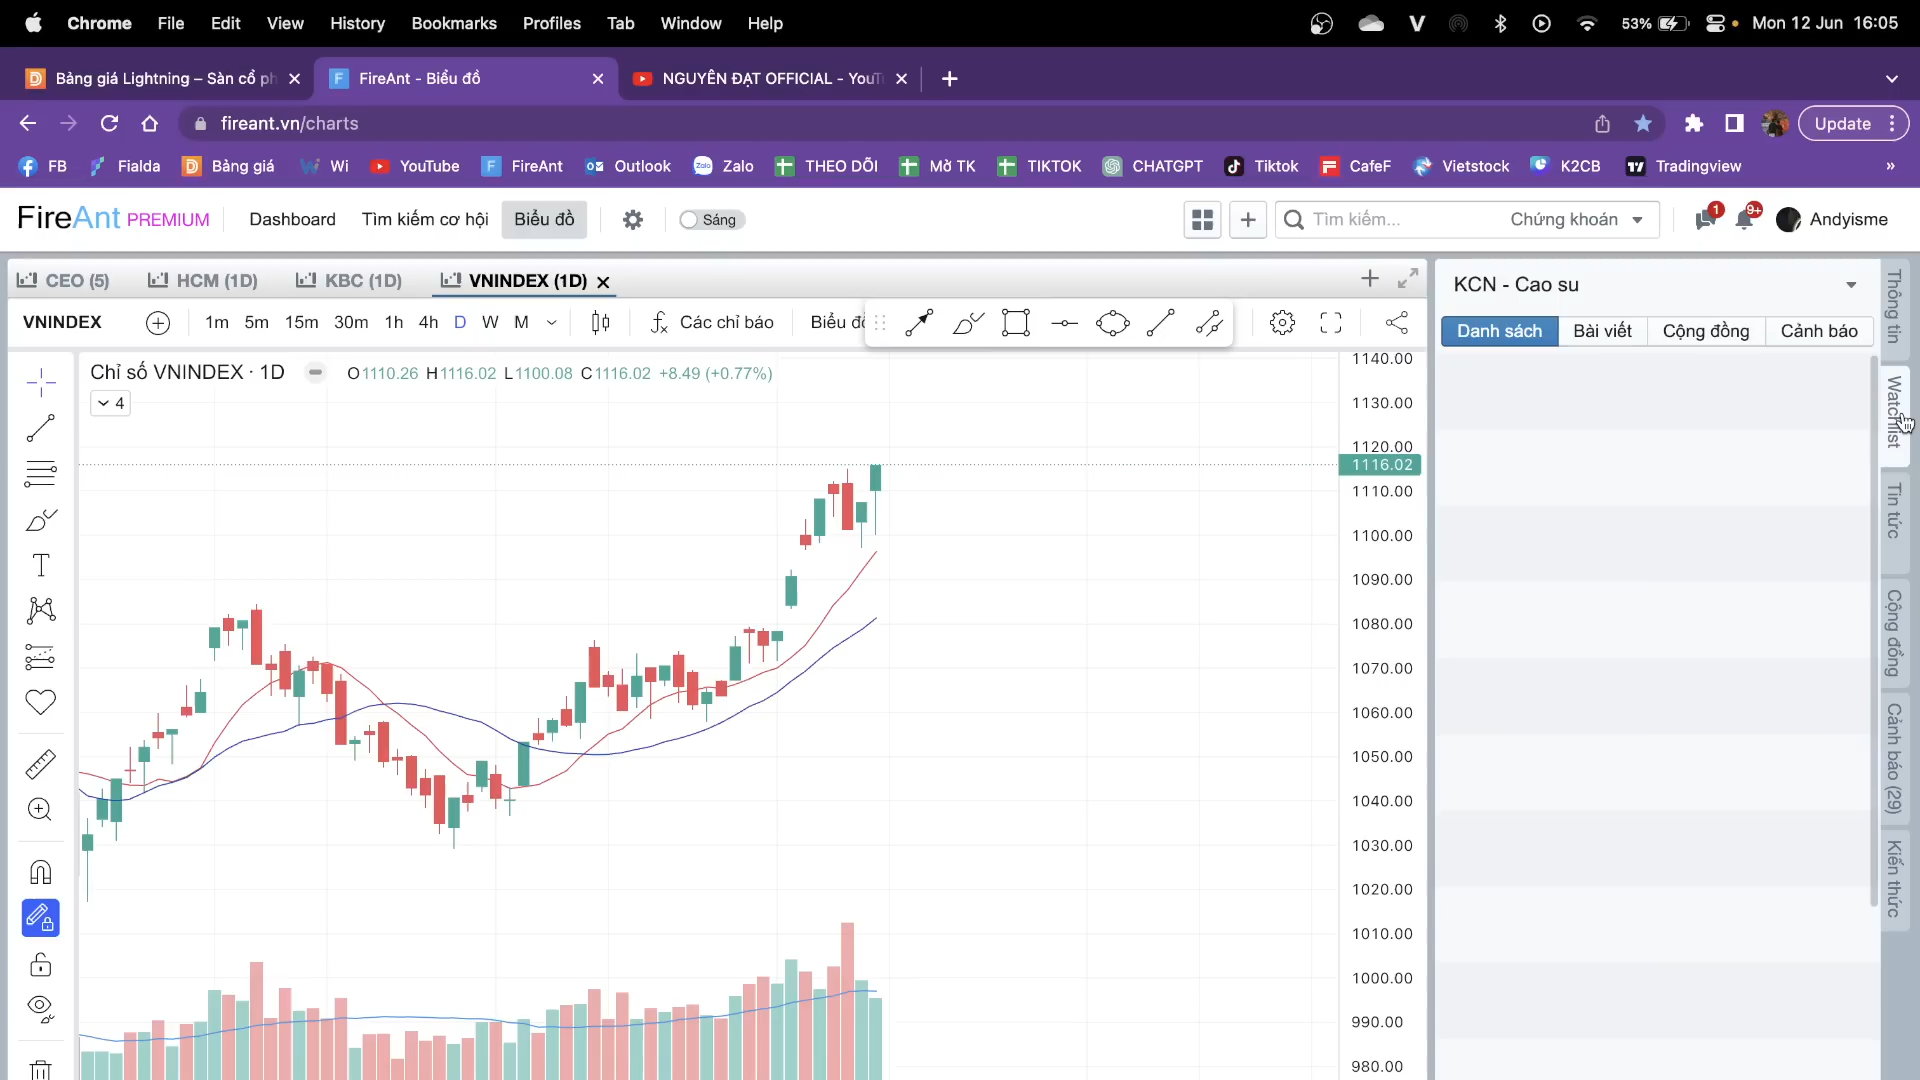 Chrome File Edit View History Bookmarks Profiles Tab Window Help V 53% Mon 12 Jun 16:05
Bảng giá Lightning – Sàn cổ ph FireAnt - Biểu đồ NGUYÊN ĐẠT OFFICIAL - YouTu
fireant.vn/charts Update
FB Fialda Bảng giá Wi YouTube FireAnt Outlook Zalo THEO DÕI Mở TK TIKTOK CHATGPT Tiktok CafeF Vietstock K2CB Tradingview »
FireAnt PREMIUM Dashboard Tìm kiếm cơ hội Biểu đồ Sáng Tìm kiếm... Chứng khoán 1 9+ Andyisme
CEO (5) HCM (1D) KBC (1D) VNINDEX (1D)
VNINDEX 1m 5m 15m 30m 1h 4h D W M Các chỉ báo Biểu đồ
Chỉ số VNINDEX · 1D O1110.26 H1116.02 L1100.08 C1116.02 +8.49 (+0.77%)
4
T
1140.00
1130.00
1120.00
1116.02
1110.00
1100.00
1090.00
1080.00
1070.00
1060.00
1050.00
1040.00
1030.00
1020.00
1010.00
1000.00
990.00
980.00
KCN - Cao su
Danh sách Bài viết Cộng đồng Cảnh báo
Thông tin
Watchlist
Tin tức
Cộng đồng
Cảnh báo (29)
Kiến thức